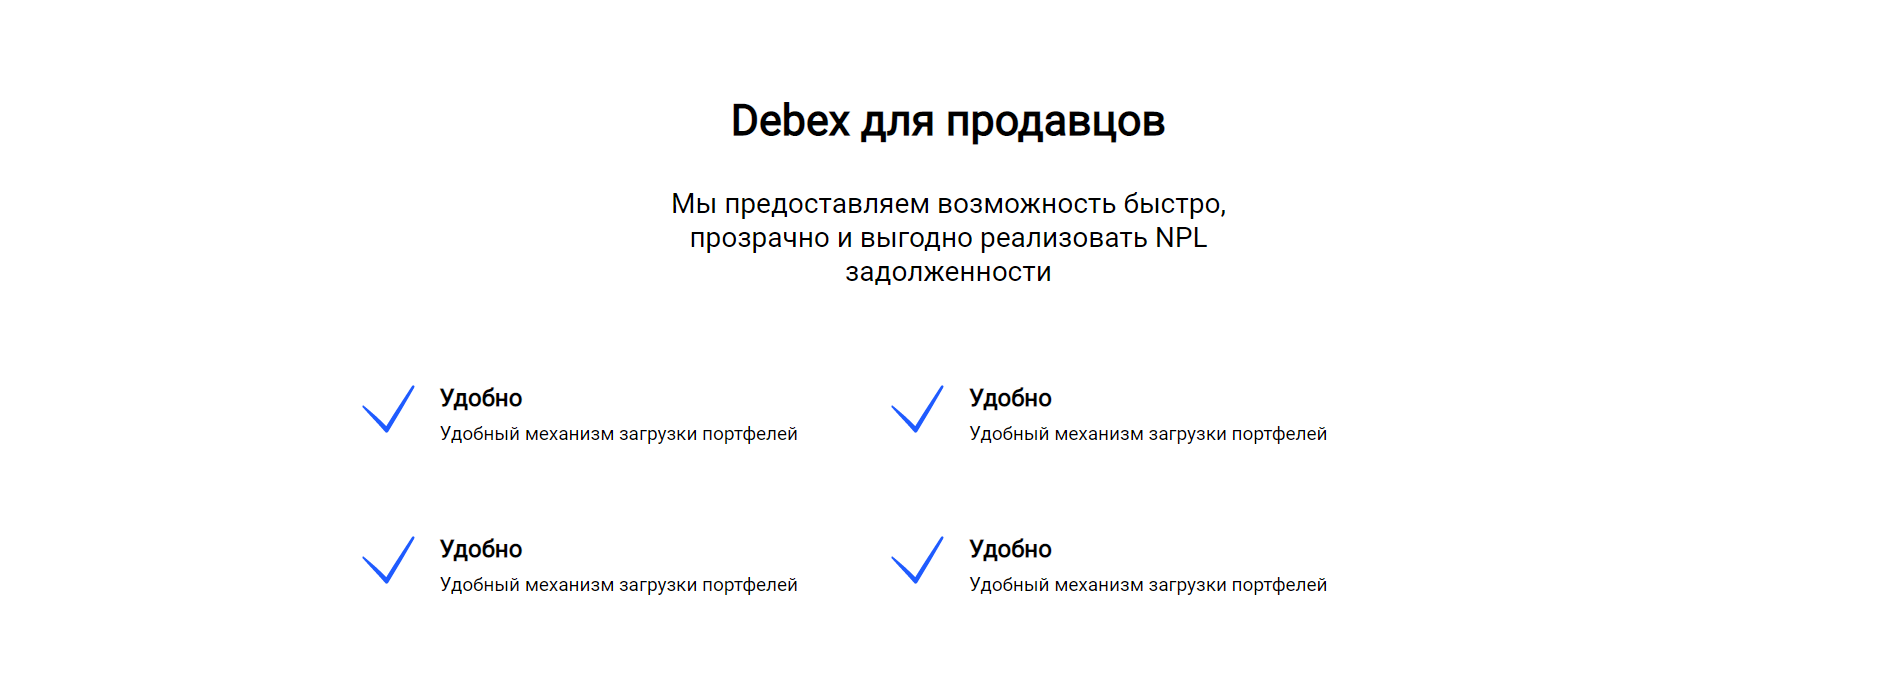 Debex для продавцов
Мы предоставляем возможность быстро,
прозрачно и выгодно реализовать NPL
задолженности
Удобно
Удобный механизм загрузки портфелей
Удобно
Удобный механизм загрузки портфелей
Удобно
Удобный механизм загрузки портфелей
Удобно
Удобный механизм загрузки портфелей